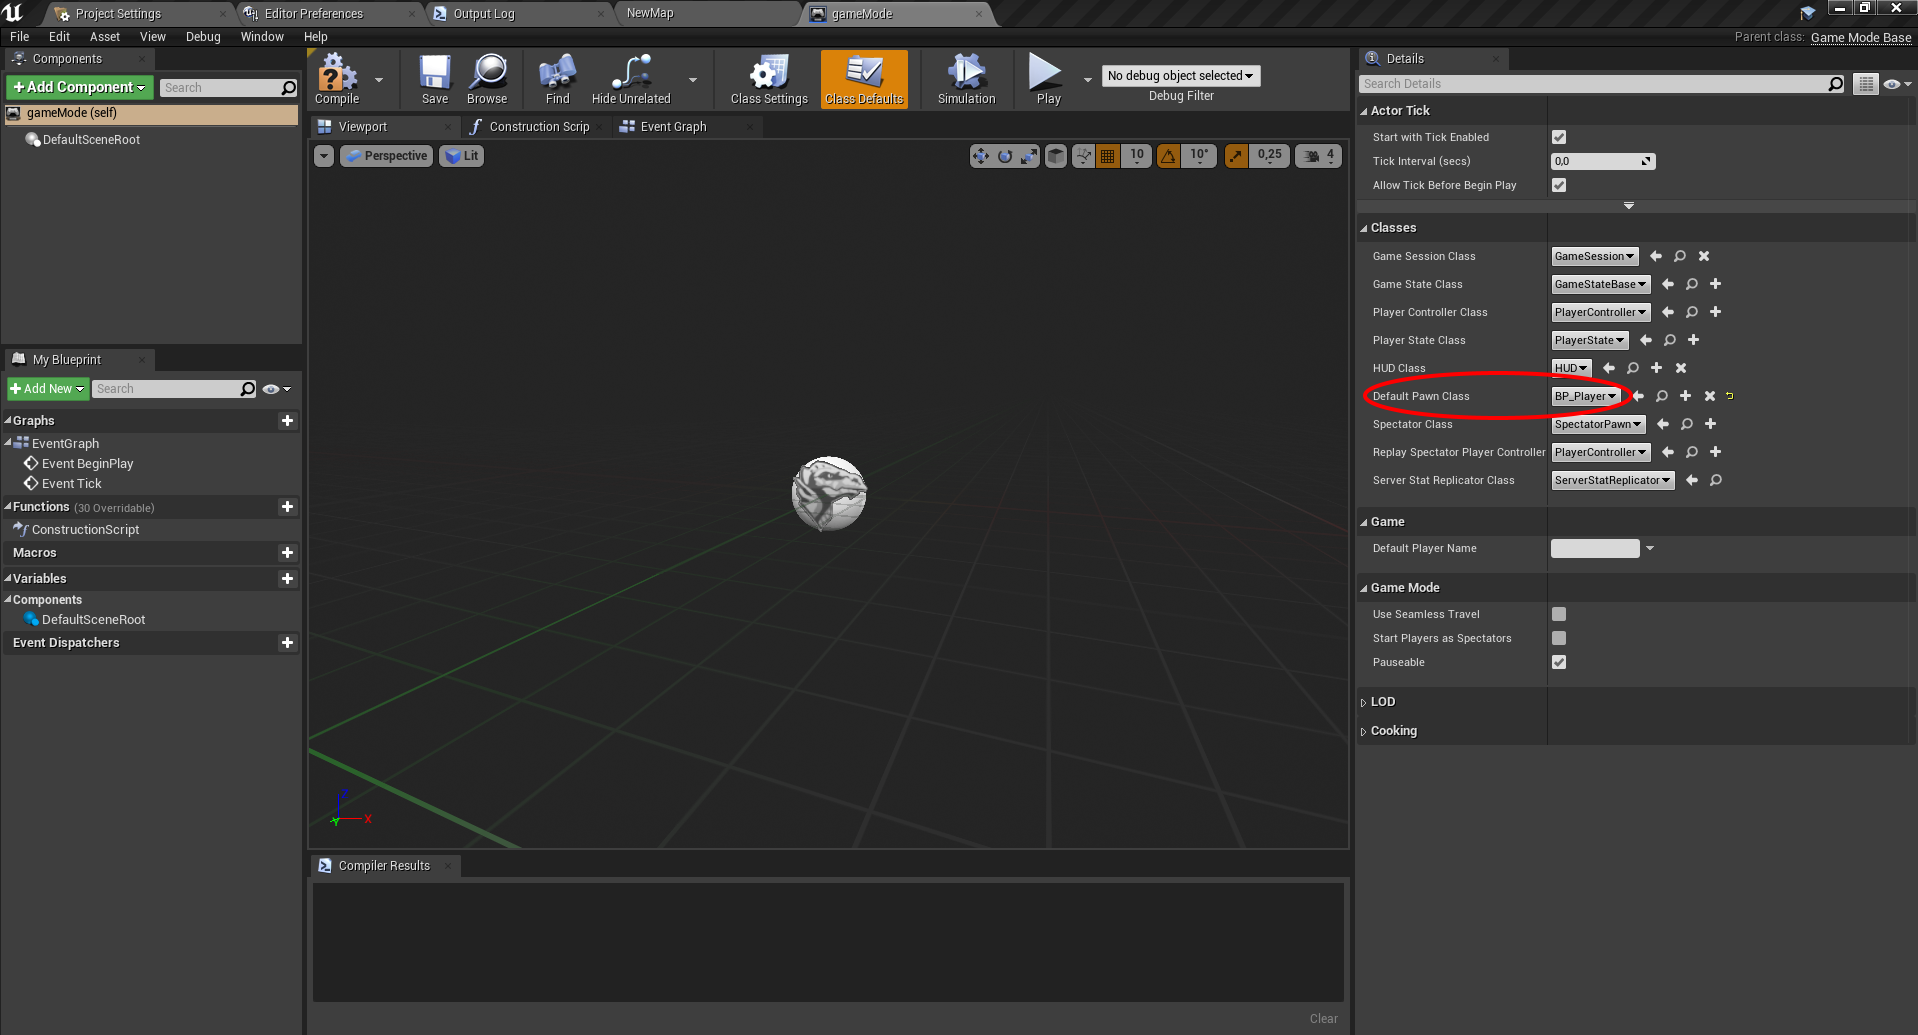 Project Settings
Editor Preferences
Output Log
NewMap
gameMode
File Edit Asset View Debug Window Help
Parent class: Game Mode Base
Components
Add Component
Search
gameMode (self)
DefaultSceneRoot
My Blueprint
Add New
Search
Graphs
EventGraph
Event BeginPlay
Event Tick
Functions (30 Overridable)
ConstructionScript
Macros
Variables
Components
DefaultSceneRoot
Event Dispatchers
Compile
Save
Browse
Find
Hide Unrelated
Class Settings
Class Defaults
Simulation
Play
No debug object selected
Debug Filter
Viewport
Construction Scrip
Event Graph
Perspective
Lit
10
10°
0,25
4
Z
X
Y
Compiler Results
Clear
Details
Search Details
Actor Tick
Start with Tick Enabled
Tick Interval (secs) 0,0
Allow Tick Before Begin Play
Classes
Game Session Class GameSession
Game State Class GameStateBase
Player Controller Class PlayerController
Player State Class PlayerState
HUD Class HUD
Default Pawn Class BP_Player
Spectator Class SpectatorPawn
Replay Spectator Player Controller PlayerController
Server Stat Replicator Class ServerStatReplicator
Game
Default Player Name
Game Mode
Use Seamless Travel
Start Players as Spectators
Pauseable
LOD
Cooking